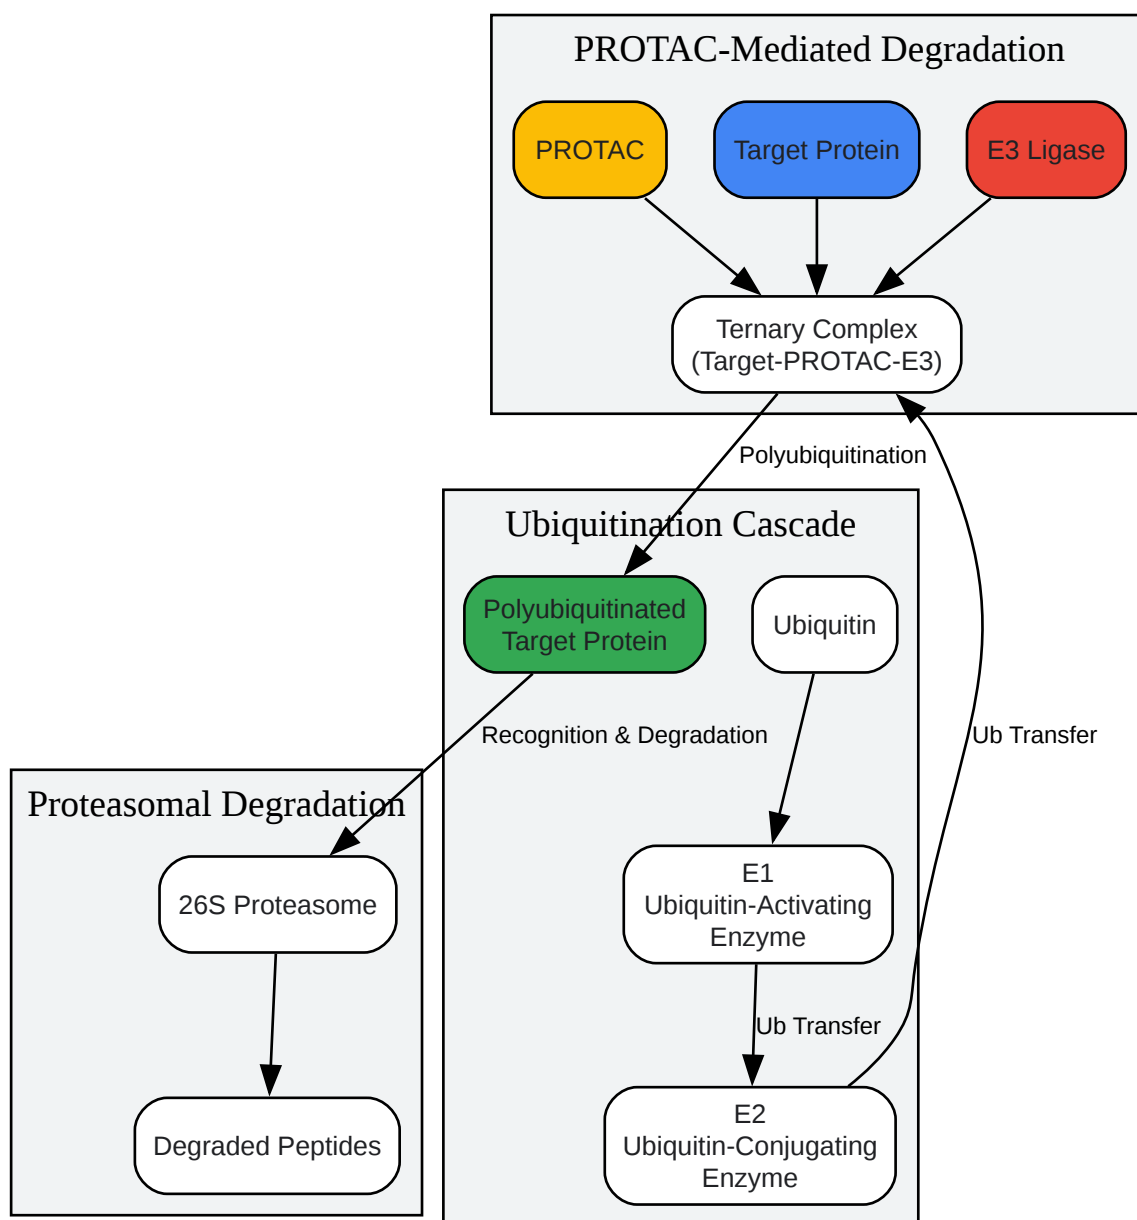 PROTAC-Mediated Degradation
PROTAC
Target Protein
E3 Ligase
Ternary Complex
(Target-PROTAC-E3)
Polyubiquitination
Ubiquitination Cascade
Polyubiquitinated
Target Protein
Ubiquitin
Recognition & Degradation
Ub Transfer
Proteasomal Degradation
26S Proteasome
E1
Ubiquitin-Activating
Enzyme
Ub Transfer
Degraded Peptides
E2
Ubiquitin-Conjugating
Enzyme